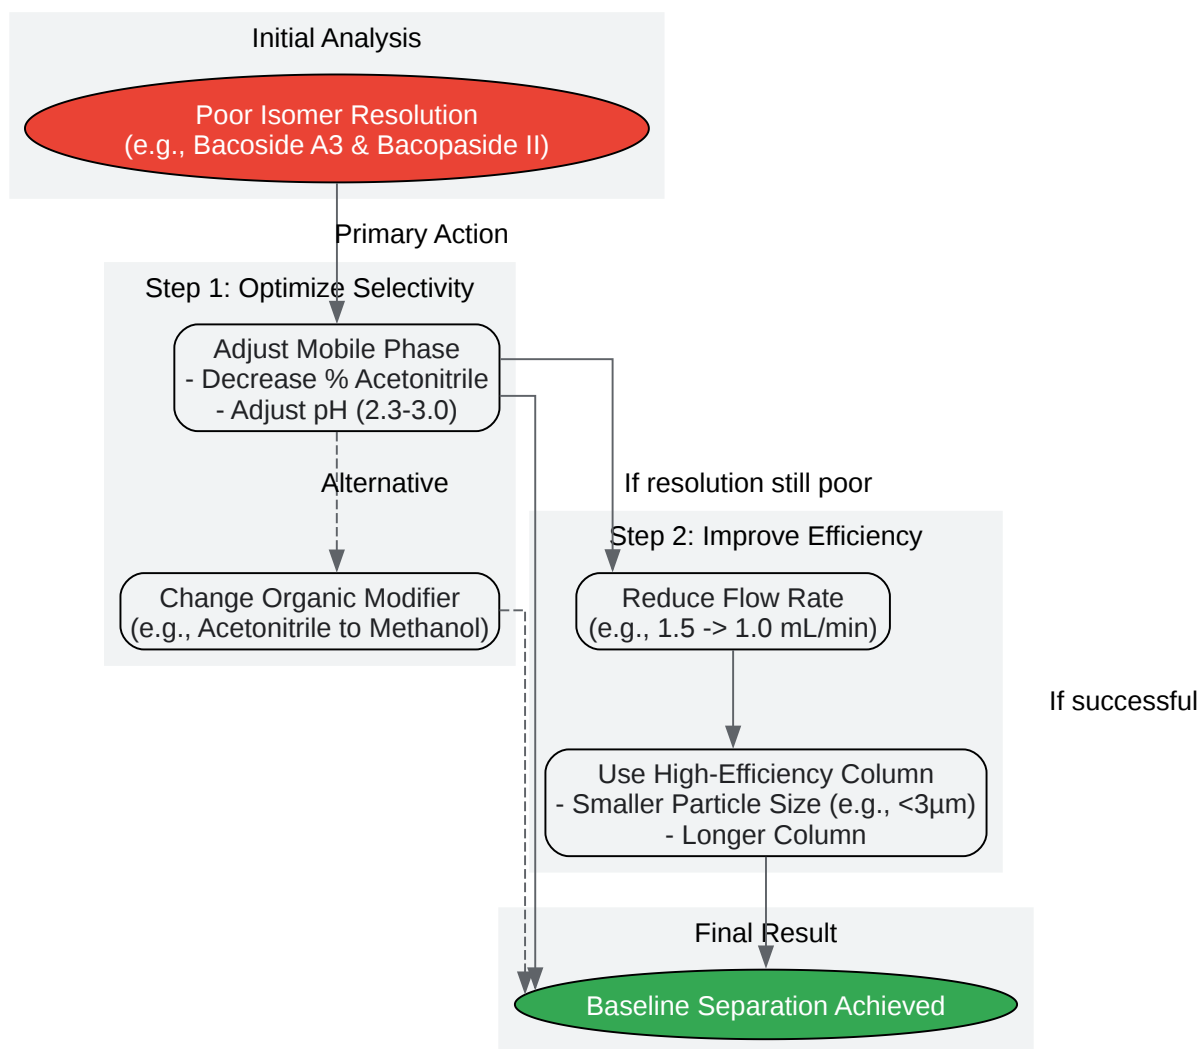 Initial Analysis
Poor Isomer Resolution
(e.g., Bacoside A3 & Bacopaside II)
Primary Action
Step 1: Optimize Selectivity
Adjust Mobile Phase
- Decrease % Acetonitrile
- Adjust pH (2.3-3.0)
Alternative
If resolution still poor
Step 2: Improve Efficiency
Change Organic Modifier
(e.g., Acetonitrile to Methanol)
Reduce Flow Rate
(e.g., 1.5 -> 1.0 mL/min)
If successful
Use High-Efficiency Column
- Smaller Particle Size (e.g., <3µm)
- Longer Column
Final Result
Baseline Separation Achieved